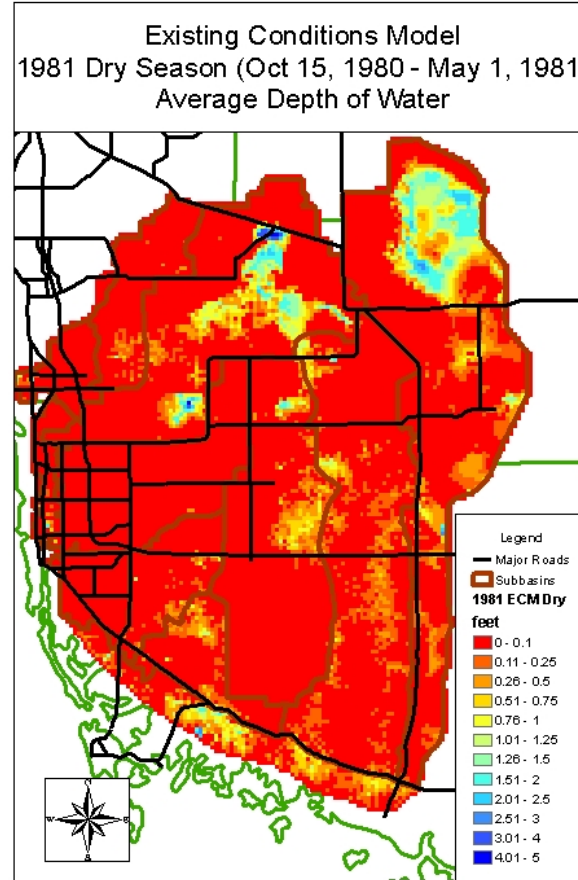 Existing Conditions Model
1981 Dry Season (Oct 15, 1980 - May 1, 1981
Average Depth of Water
Legend
Major Roads
Subbasins
1981 ECM Dry
feet
0 - 0.1
0.11 - 0.25
0.26 - 0.5
0.51 - 0.75
0.76 - 1
1.01 - 1.25
1.26 - 1.5
1.51 - 2
2.01 - 2.5
2.51 - 3
3.01 - 4
4.01 - 5